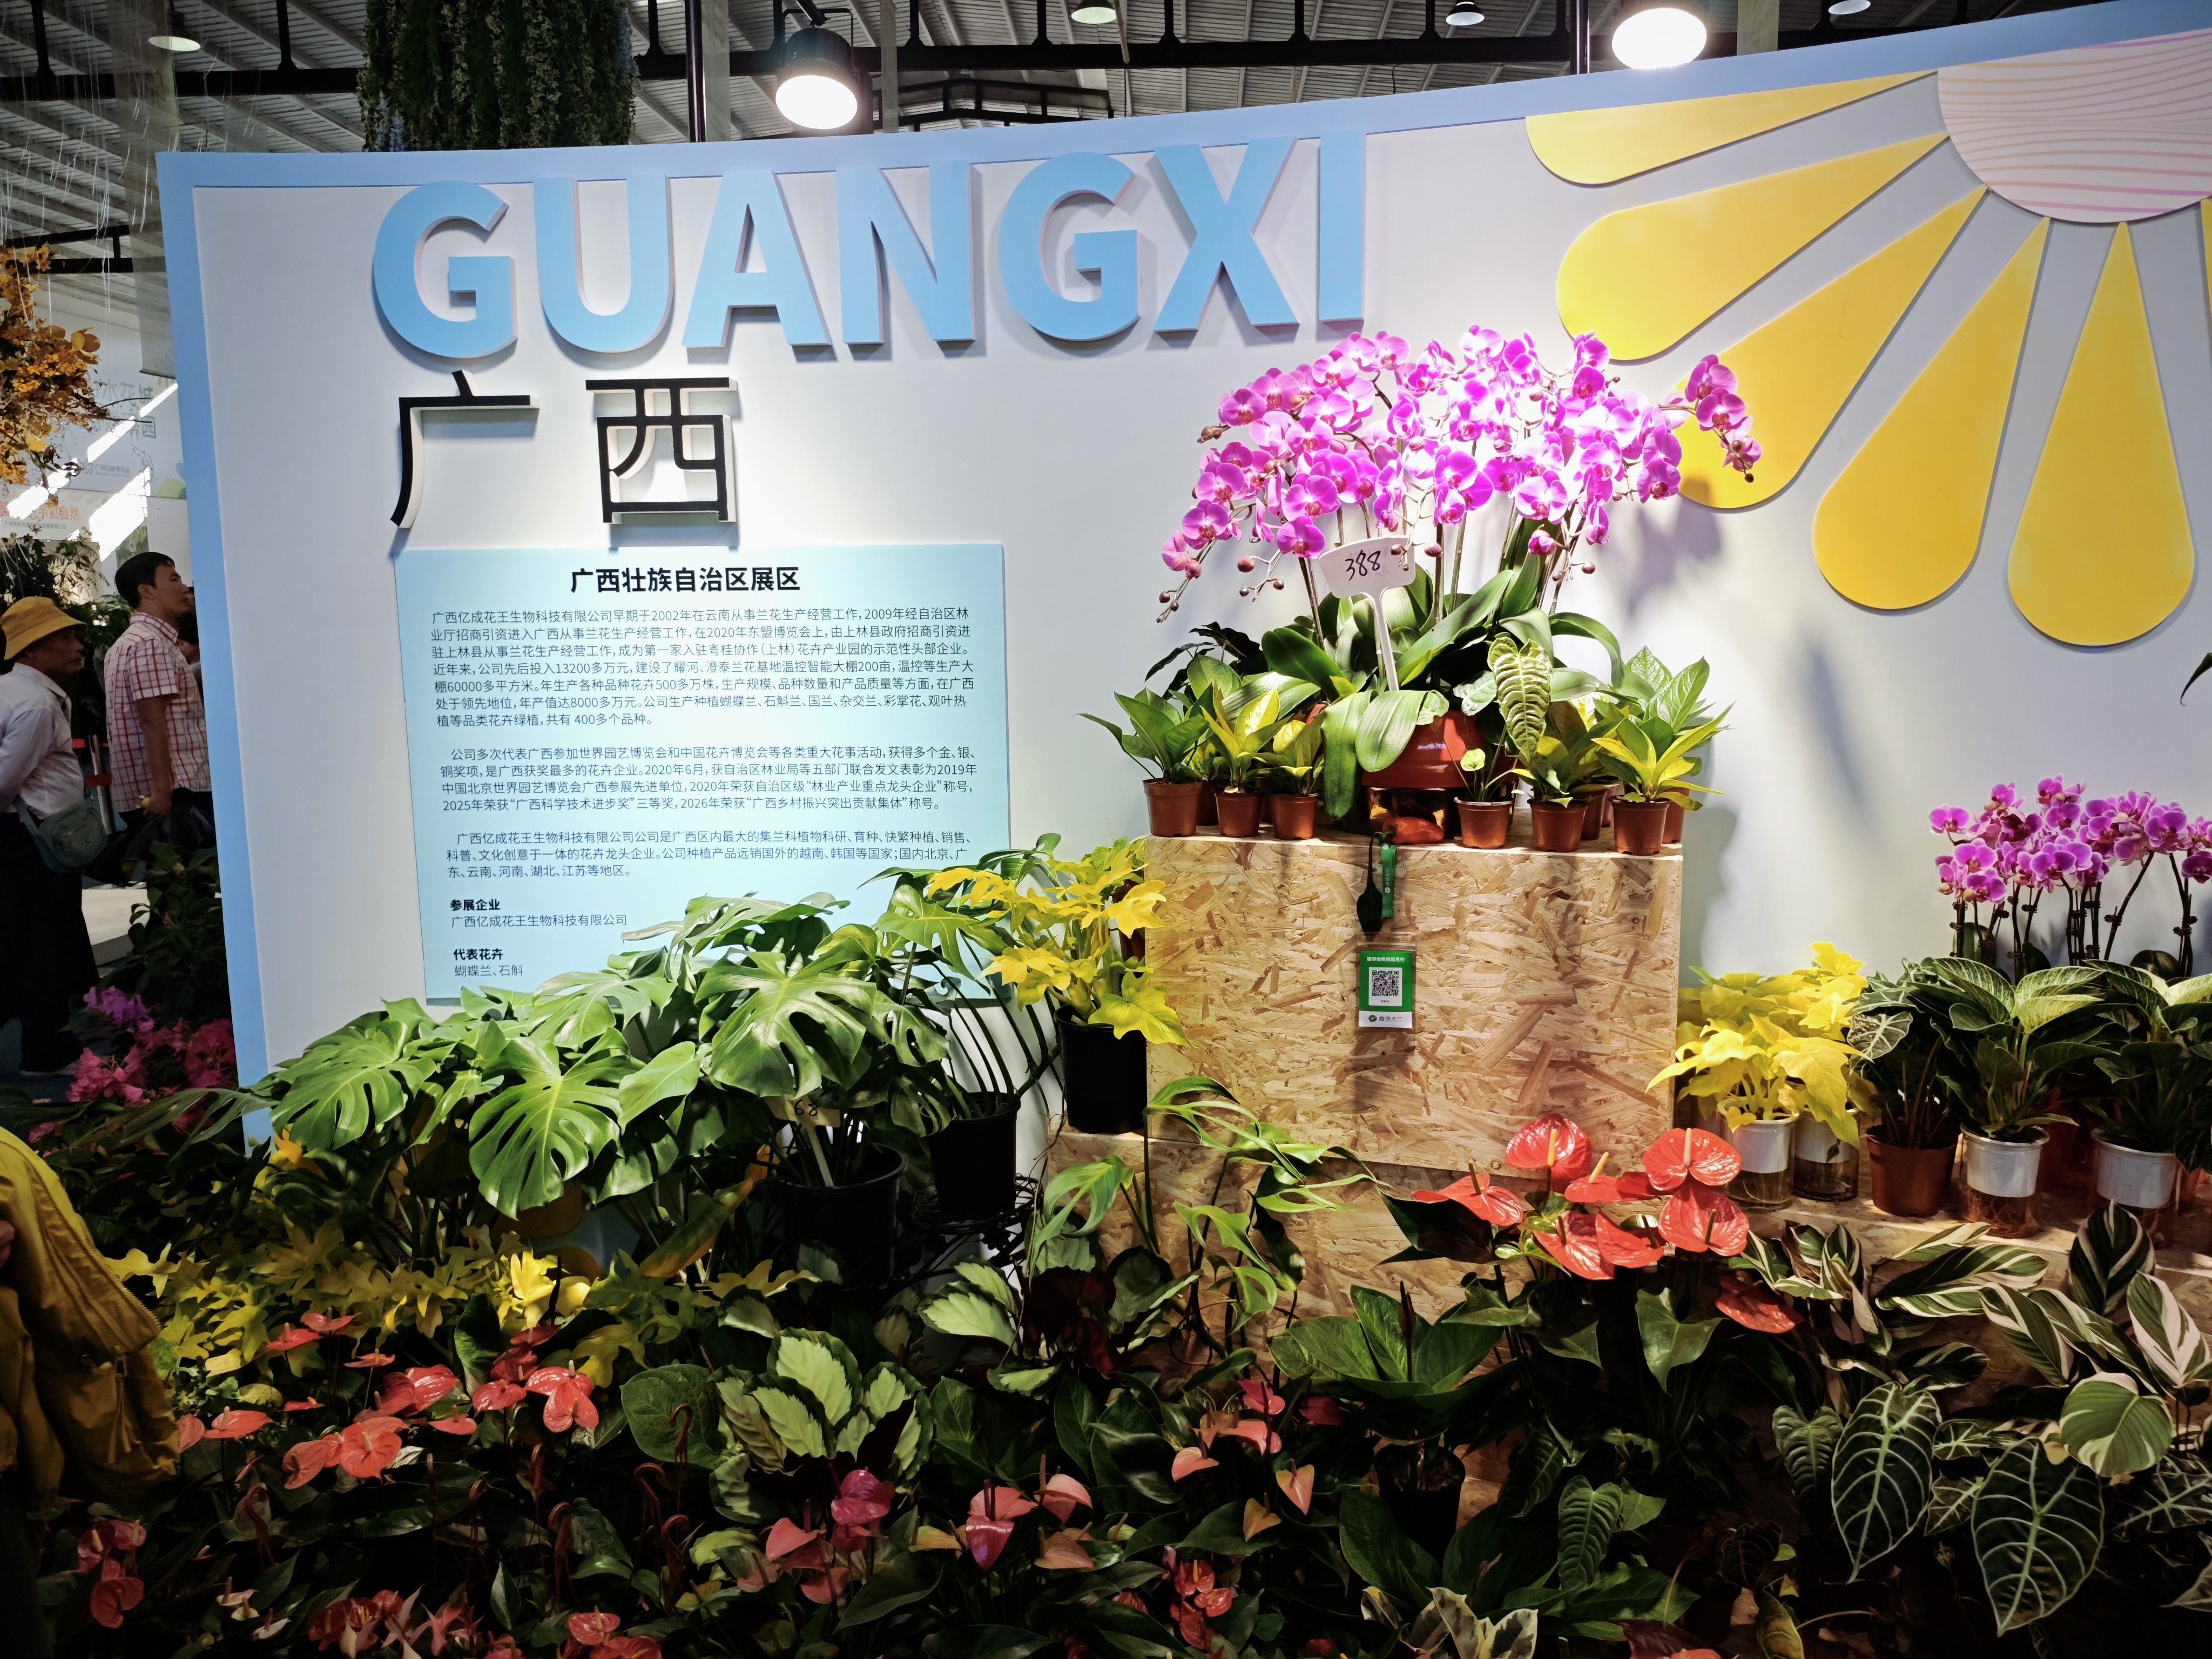 GUANGXI
广西
广西壮族自治区展区
广西亿成花王生物科技有限公司早期于2002年在云南从事兰花生产经营工作，2009年经自治区林
业厅招商引资进入广西从事兰花生产经营工作，在2020年东盟博览会上，由上林县政府招商引资进
驻上林县从事兰花生产经营工作，成为第一家入驻粤桂协作（上林）花卉产业园的示范性头部企业。
近年来，公司先后投入13200多万元，建设了耀河、澄泰兰花基地温控智能大棚200亩，温控等生产大
棚60000多平方米。年生产各种品种花卉500多万株，生产规模、品种数量和产品质量等方面，在广西
处于领先地位，年产值达8000多万元。公司生产种植蝴蝶兰、石斛兰、国兰、杂交兰、彩掌花、观叶热
植等品类花卉绿植，共有 400多个品种。
公司多次代表广西参加世界园艺博览会和中国花卉博览会等各类重大花事活动，获得多个金、银、
铜奖项，是广西获奖最多的花卉企业。2020年6月，获自治区林业局等五部门联合发文表彰为2019年
中国北京世界园艺博览会广西参展先进单位，2020年荣获自治区级“林业产业重点龙头企业”称号，
2025年荣获“广西科学技术进步奖”三等奖，2026年荣获“广西乡村振兴突出贡献集体”称号。
广西亿成花王生物科技有限公司公司是广西区内最大的集兰科植物科研、育种、快繁种植、销售、
科普、文化创意于一体的花卉龙头企业。公司种植产品远销国外的越南、韩国等国家；国内北京、广
东、云南、河南、湖北、江苏等地区。
参展企业
广西亿成花王生物科技有限公司
代表花卉
蝴蝶兰、石斛
388
68
微信支付